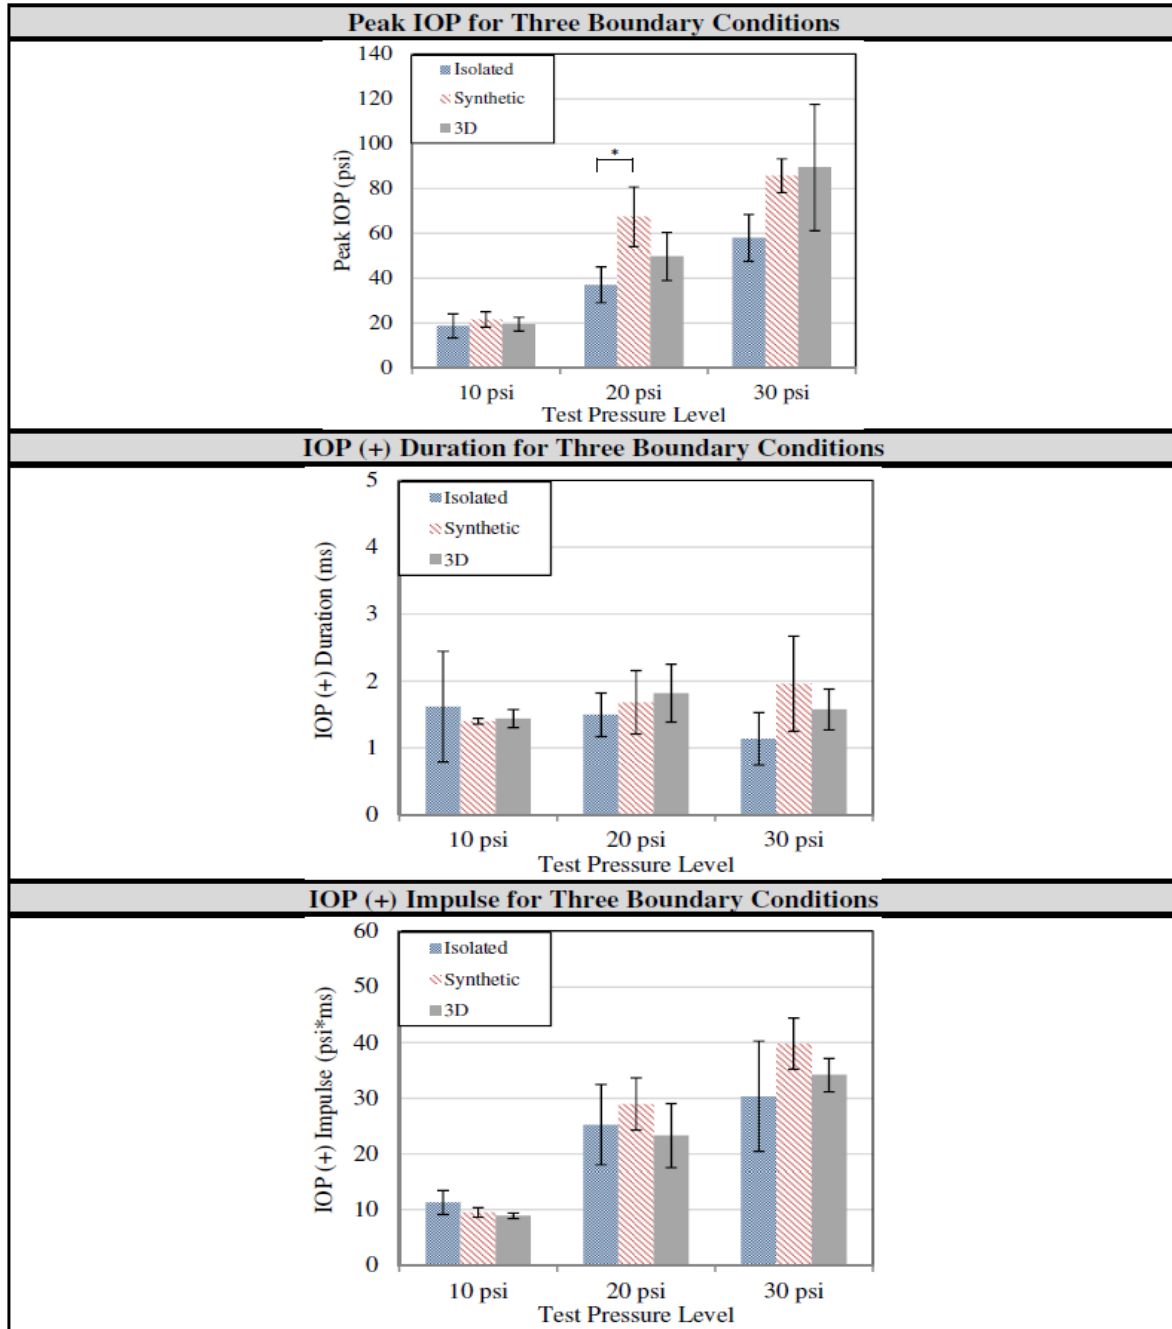 Peak IOP for Three Boundary Conditions
140
120
100
80
60
40
20
0
Peak IOP (psi)
Isolated
Synthetic
3D
*
10 psi 20 psi 30 psi
Test Pressure Level
IOP (+) Duration for Three Boundary Conditions
5
4
3
2
1
0
IOP (+) Duration (ms)
Isolated
Synthetic
3D
10 psi 20 psi 30 psi
Test Pressure Level
IOP (+) Impulse for Three Boundary Conditions
60
50
40
30
20
10
0
IOP (+) Impulse (psi*ms)
Isolated
Synthetic
3D
10 psi 20 psi 30 psi
Test Pressure Level